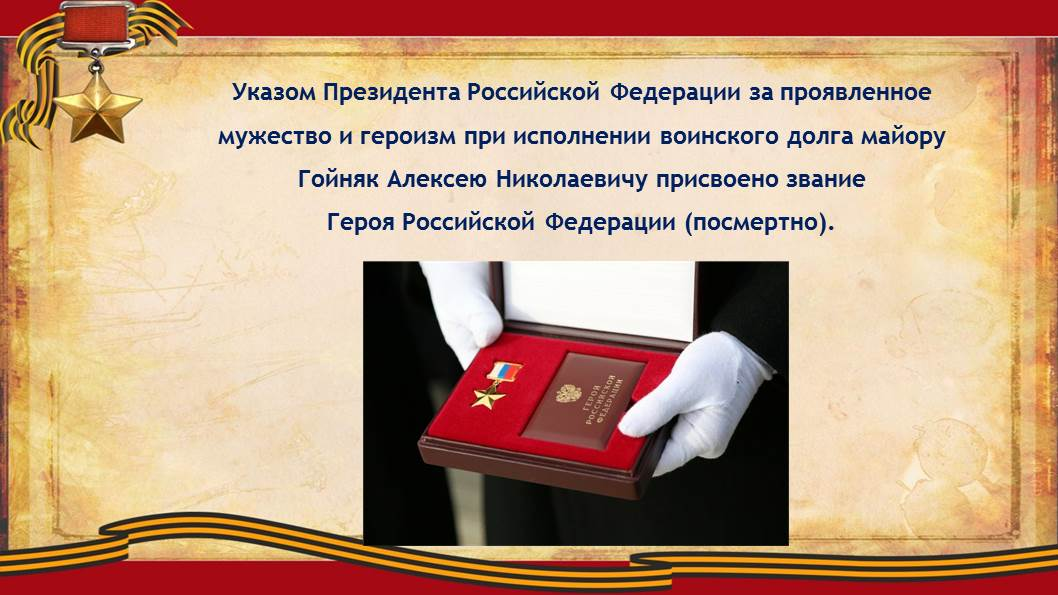 Указом Президента Российской Федерации за проявленное
мужество и героизм при исполнении воинского долга майору
Гойняк Алексею Николаевичу присвоено звание
Героя Российской Федерации (посмертно).
ГЕРОЙ
РОССИЙСКОЙ
ФЕДЕРАЦИИ